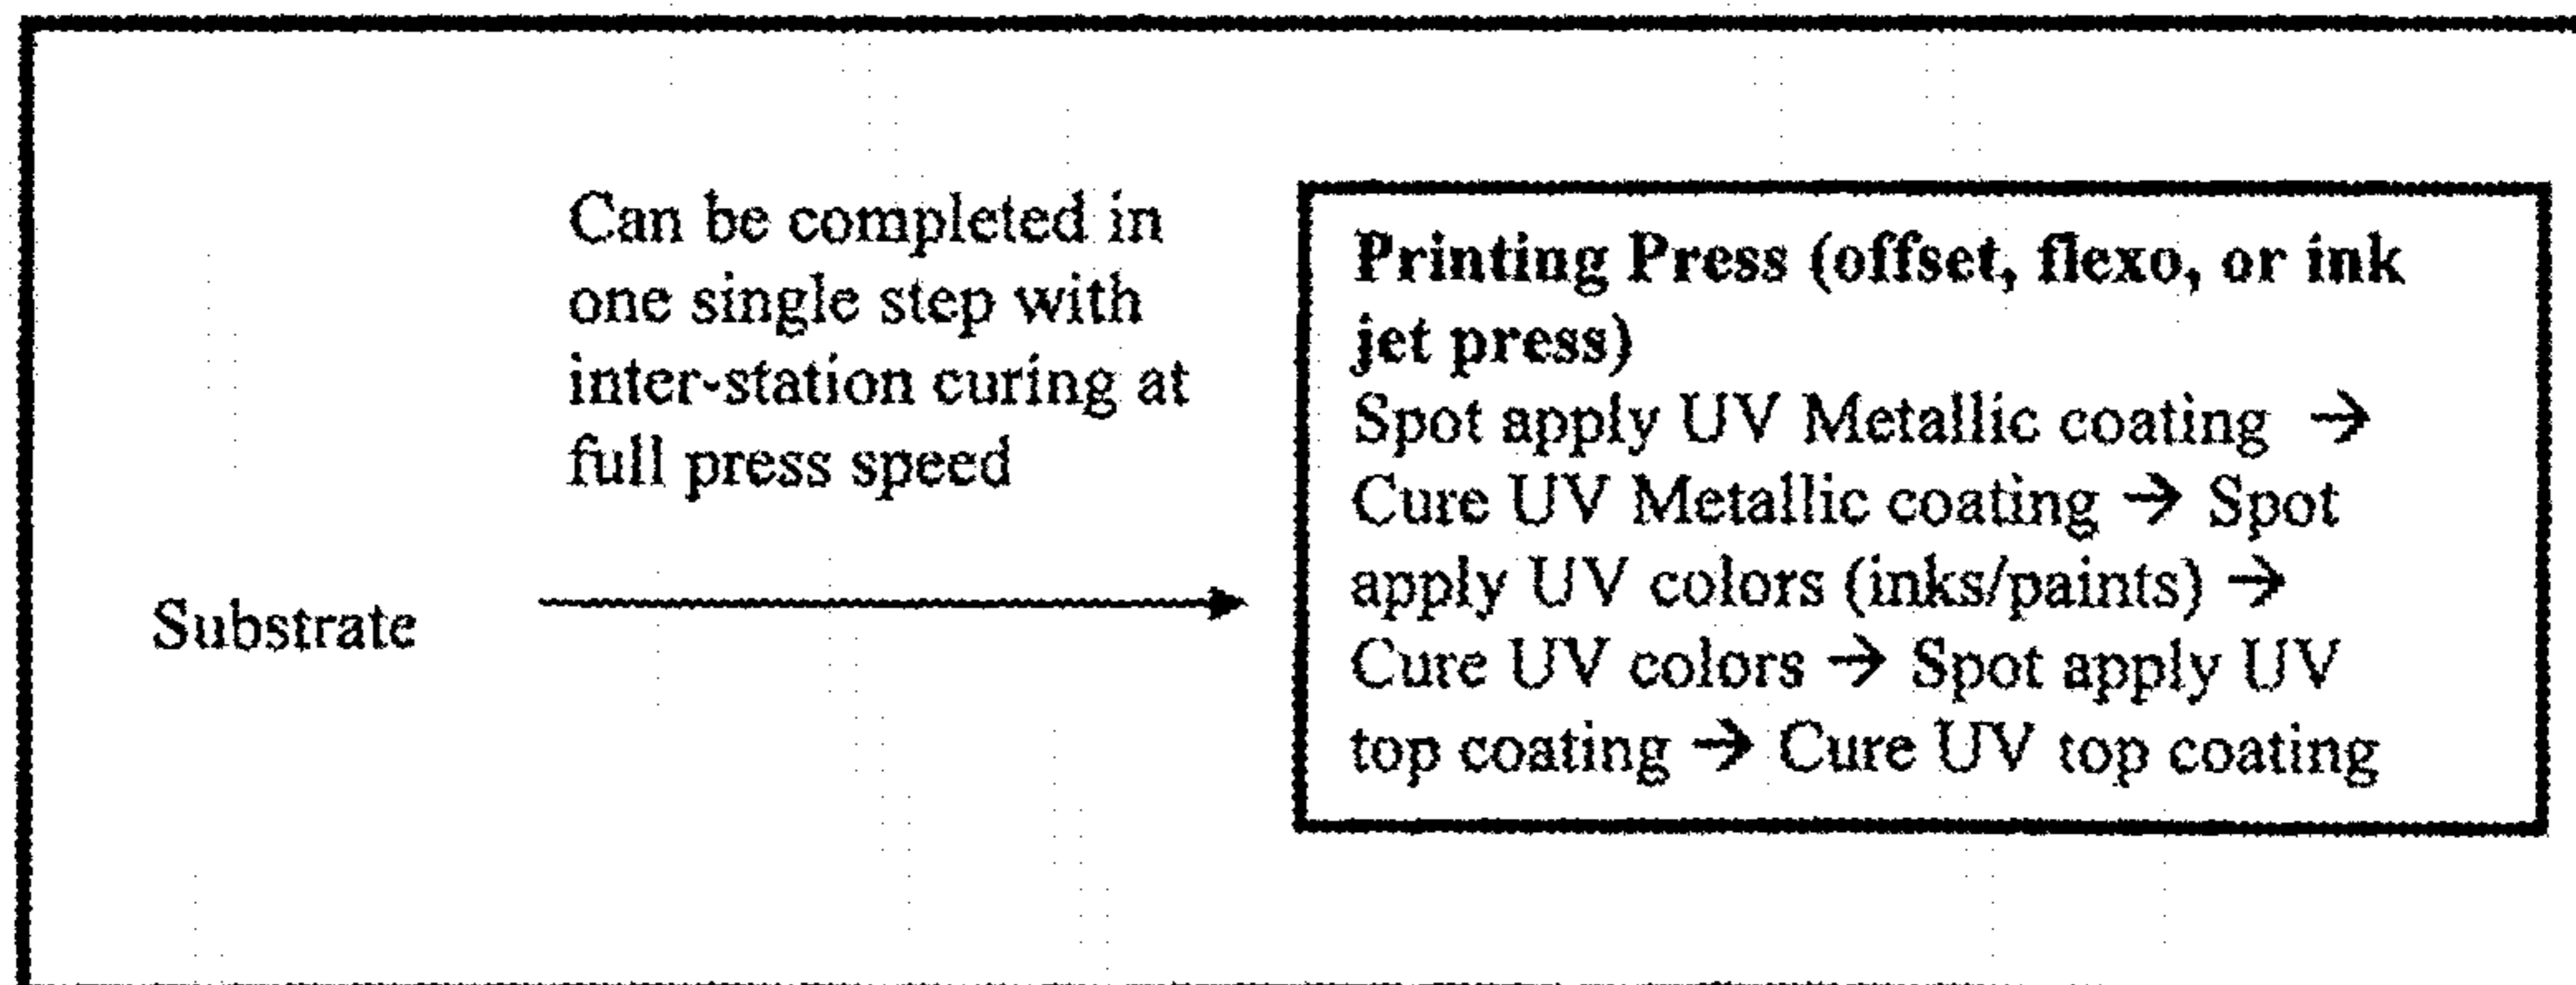 Can be completed in
one single step with
inter-station curing at
full press speed
Substrate
Printing Press (offset, flexo, or ink
jet press)
Spot apply UV Metallic coating →
Cure UV Metallic coating → Spot
apply UV colors (inks/paints) →
Cure UV colors → Spot apply UV
top coating → Cure UV top coating